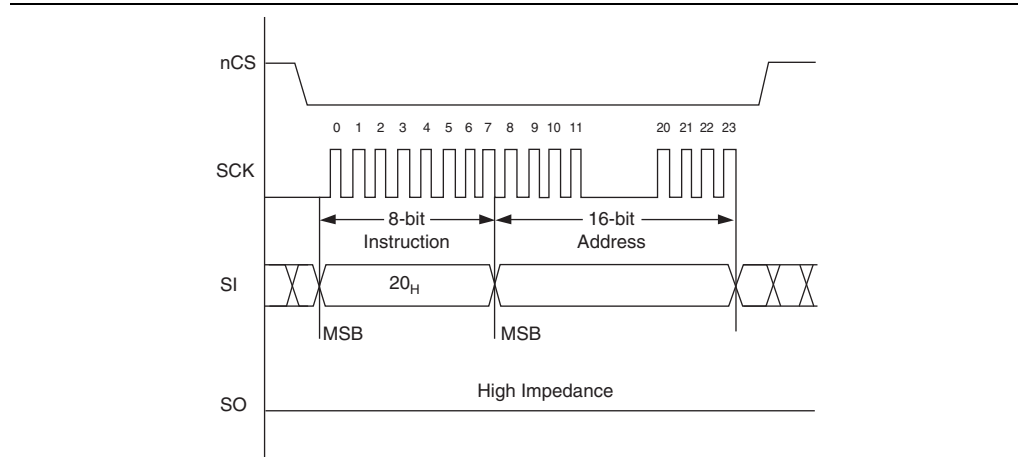 nCS
0 1 2 3 4 5 6 7 8 9 10 11 20 21 22 23
SCK
8-bit 16-bit
Instruction Address
SI 20H
MSB MSB
High Impedance
SO